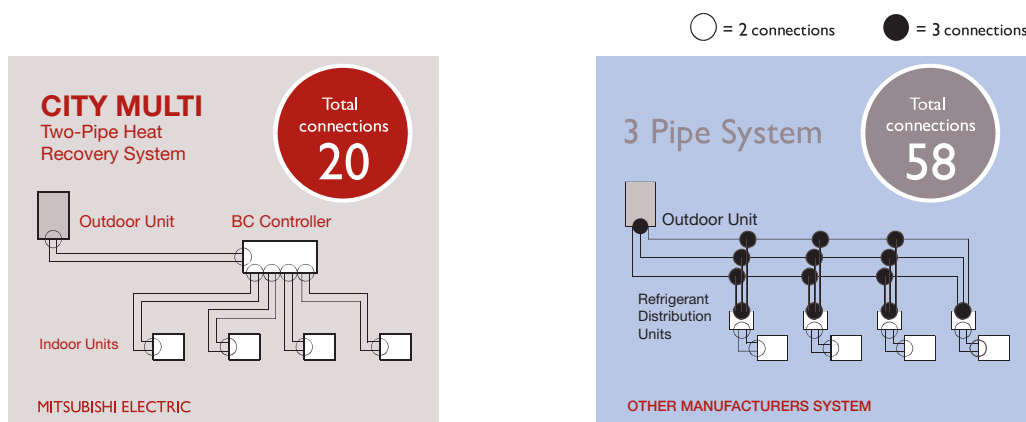 = 2 connections
= 3 connections
CITY MULTI
Two-Pipe Heat
Recovery System
Total
connections
20
Outdoor Unit
BC Controller
Indoor Units
MITSUBISHI ELECTRIC
3 Pipe System
Total
connections
58
Outdoor Unit
Refrigerant
Distribution
Units
OTHER MANUFACTURERS SYSTEM